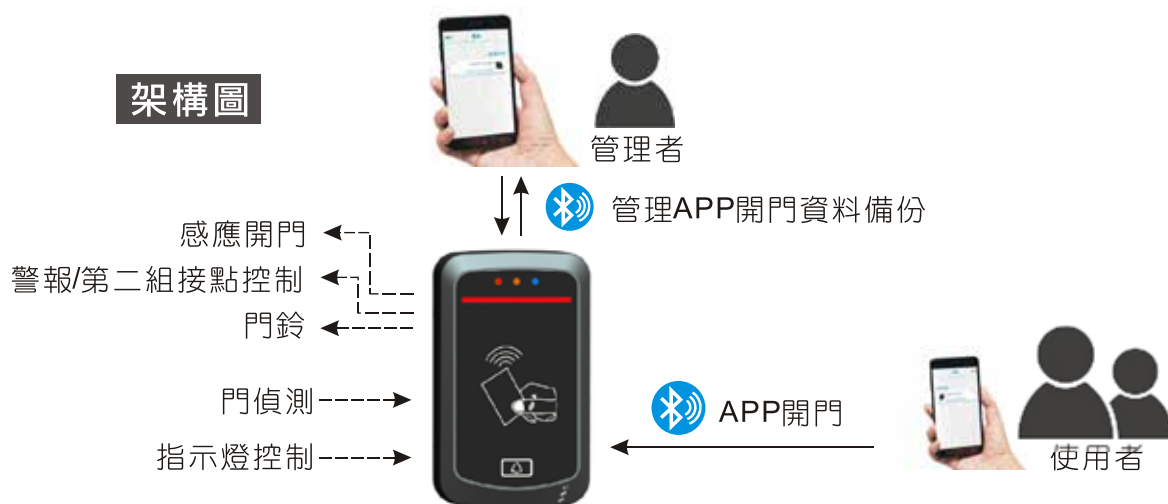 架構圖
管理者
管理APP開門資料備份
感應開門
警報/第二組接點控制
門鈴
門偵測
指示燈控制
APP開門
使用者